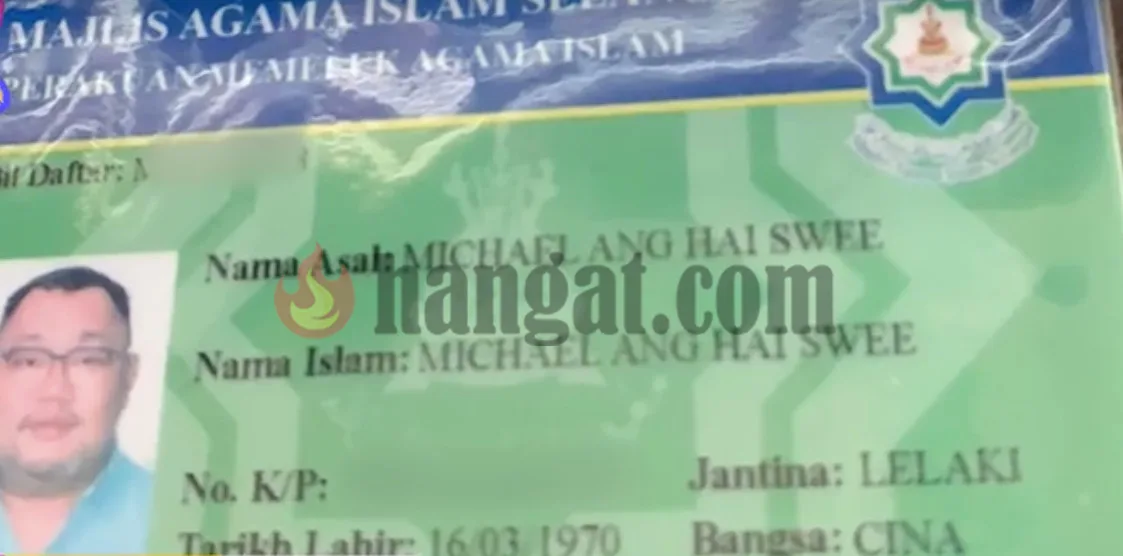 MAJLIS AGAMA ISLAM
PERAKUAN MEMELUK AGAMA ISLAM
Daftar: M
Nama Asal: MICHAEL ANG HAI SWEE
hangat.com
Nama Islam: MICHAEL ANG HAI SWEE
No. K/P:
Jantina: LELAKI
Tarikh Lahir: 16/03/1970
Bangsa: CINA